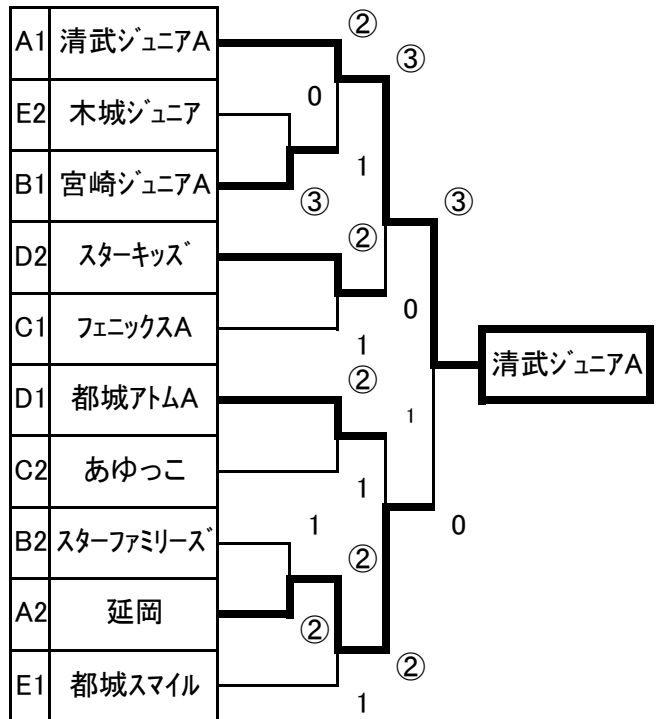 ②
A1 清武ジュニアA
③
0
E2 木城ジュニア
1
B1 宮崎ジュニアA
③
③
②
D2 スターキッズ
0
C1 フェニックスA
1
清武ジュニアA
②
D1 都城アトムA
1
C2 あゆっこ
1
1
0
B2 スターファミリーズ
②
A2 延岡
②
②
E1 都城スマイル
1